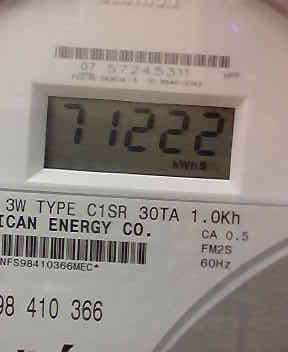 07 57245311
71222
kWhs
3W TYPE C1SR 30TA 1.0Kh
ICAN ENERGY CO.
CA 0.5
FM2S
NFS98410366MEC*
60Hz
98 410 366